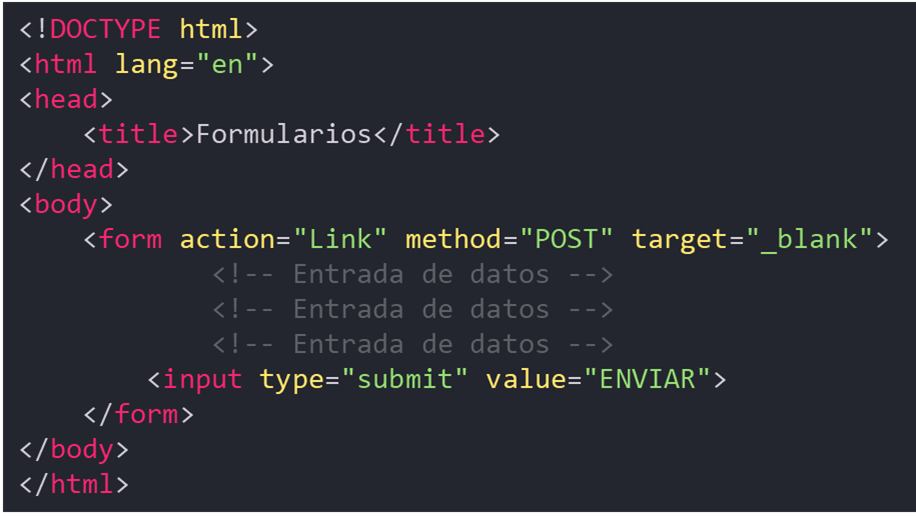 <!DOCTYPE html>
<html lang="en">
<head>
    <title>Formularios</title>
</head>
<body>
    <form action="Link" method="POST" target="_blank">
            <!-- Entrada de datos -->
            <!-- Entrada de datos -->
            <!-- Entrada de datos -->
        <input type="submit" value="ENVIAR">
    </form>
</body>
</html>